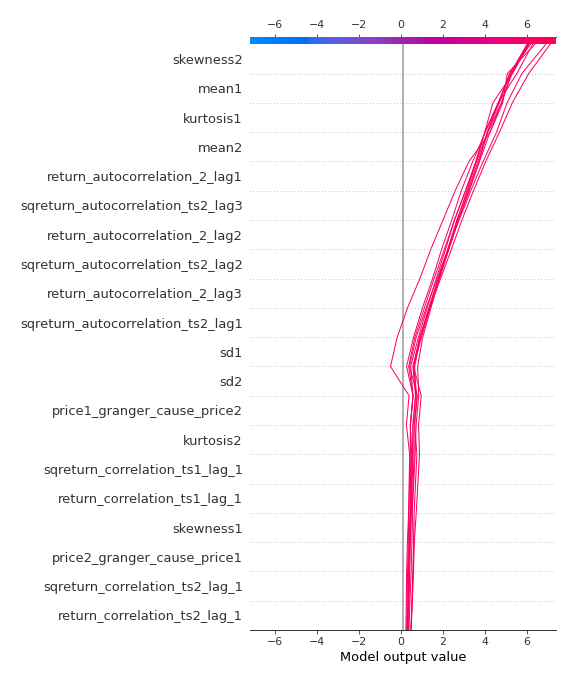 −6 −4 −2 0 2 4 6
skewness2
mean1
kurtosis1
mean2
return_autocorrelation_2_lag1
sqreturn_autocorrelation_ts2_lag3
return_autocorrelation_2_lag2
sqreturn_autocorrelation_ts2_lag2
return_autocorrelation_2_lag3
sqreturn_autocorrelation_ts2_lag1
sd1
sd2
price1_granger_cause_price2
kurtosis2
sqreturn_correlation_ts1_lag_1
return_correlation_ts1_lag_1
skewness1
price2_granger_cause_price1
sqreturn_correlation_ts2_lag_1
return_correlation_ts2_lag_1
−6 −4 −2 0 2 4 6
Model output value